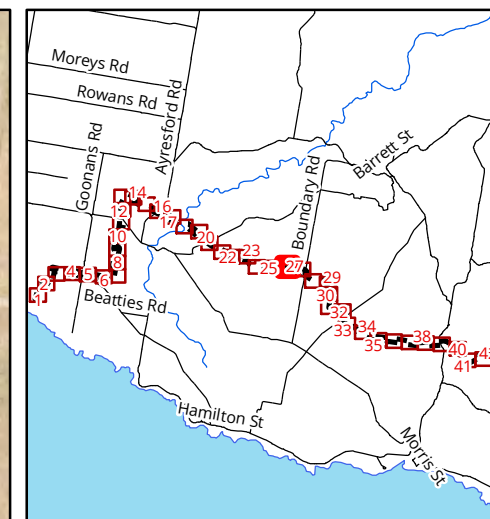 Moreys Rd
Rowans Rd
Ayresford Rd
Goonans Rd
Barrett St
Boundary Rd
14
12
16
17
10
20
22
23
25
27
8
4
5
6
2
1
Beatties Rd
29
30
32
33
34
35
38
40
41
Hamilton St
Morris St